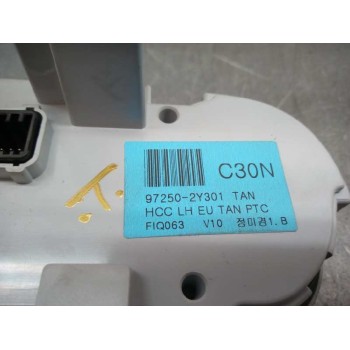 C30N
97250-2Y301 TAN
HCC LH EU TAN PTC
FIQ063 V10 정미경1.B